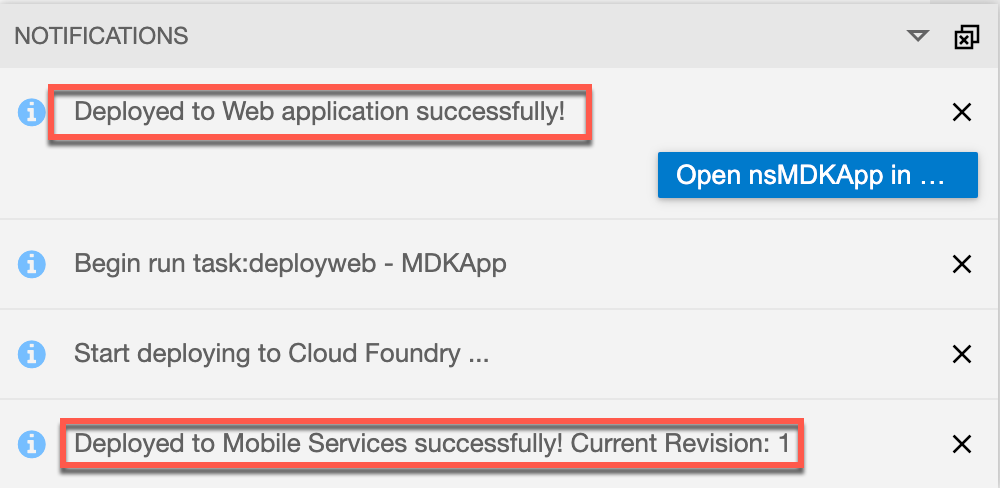 NOTIFICATIONS
Deployed to Web application successfully!
Open nsMDKApp in ...
Begin run task:deployweb - MDKApp
Start deploying to Cloud Foundry ...
Deployed to Mobile Services successfully! Current Revision: 1